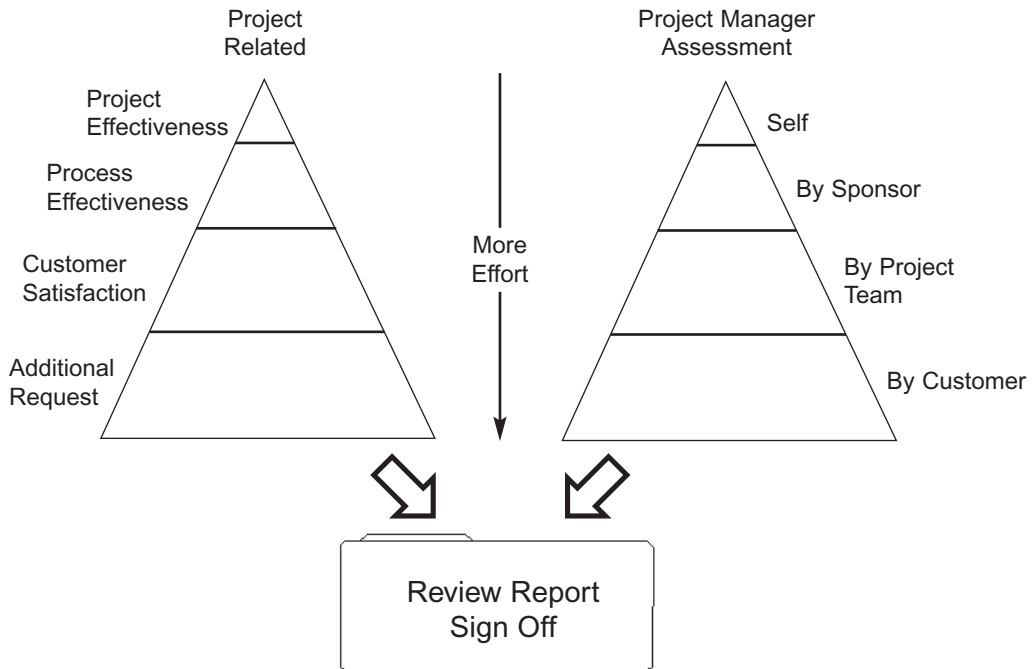 Project
Related
Project Manager
Assessment
Project
Effectiveness
Process
Effectiveness
Customer
Satisfaction
Additional
Request
More
Effort
Self
By Sponsor
By Project
Team
By Customer
Review Report
Sign Off